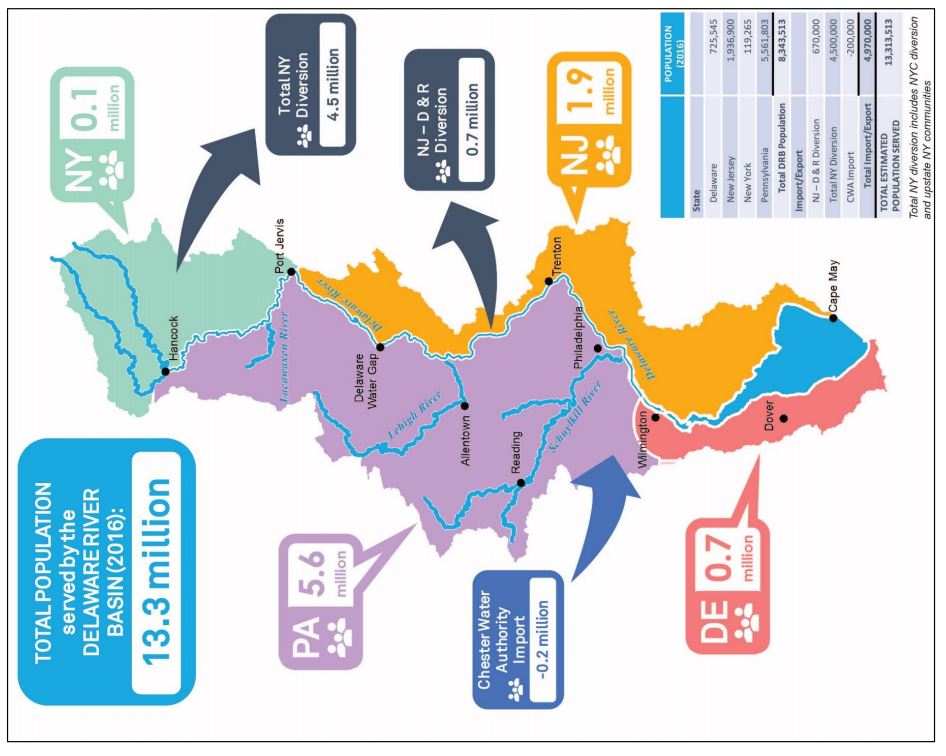 TOTAL POPULATION
served by the
DELAWARE RIVER
BASIN (2016):
13.3 million
NY
0.1
million
Hancock
Lacawaxen River
Port Jervis
Total NY
Diversion
4.5 million
PA
5.6
million
Delaware
Water Gap
Delaware River
Lehigh River
NJ – D & R
Diversion
0.7 million
Allentown
Chester Water
Authority
Import
-0.2 million
Reading
Schuylkill River
Trenton
Philadelphia
NJ
1.9
million
Delaware River
Wilmington
DE
0.7
million
Dover
Cape May
POPULATION
(2016)
State
Delaware 725,545
New Jersey 1,936,900
New York 119,265
Pennsylvania 5,561,803
Total DRB Population 8,343,513
Import/Export
NJ – D & R Diversion 670,000
Total NY Diversion 4,500,000
CWA Import -200,000
Total Import/Export 4,970,000
TOTAL ESTIMATED
POPULATION SERVED 13,313,513
Total NY diversion includes NYC diversion
and upstate NY communities